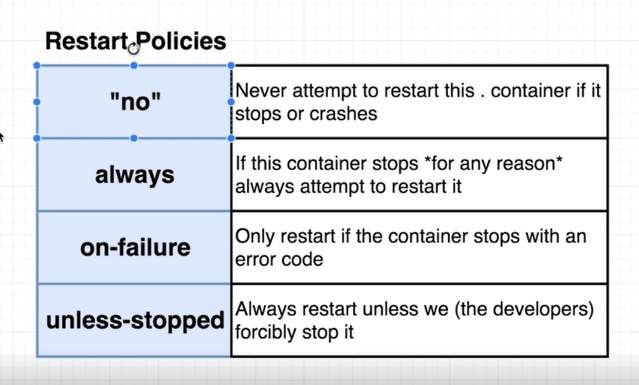 Restart Policies
"no"
Never attempt to restart this . container if it
stops or crashes
always
If this container stops *for any reason*
always attempt to restart it
on-failure
Only restart if the container stops with an
error code
unless-stopped
Always restart unless we (the developers)
forcibly stop it